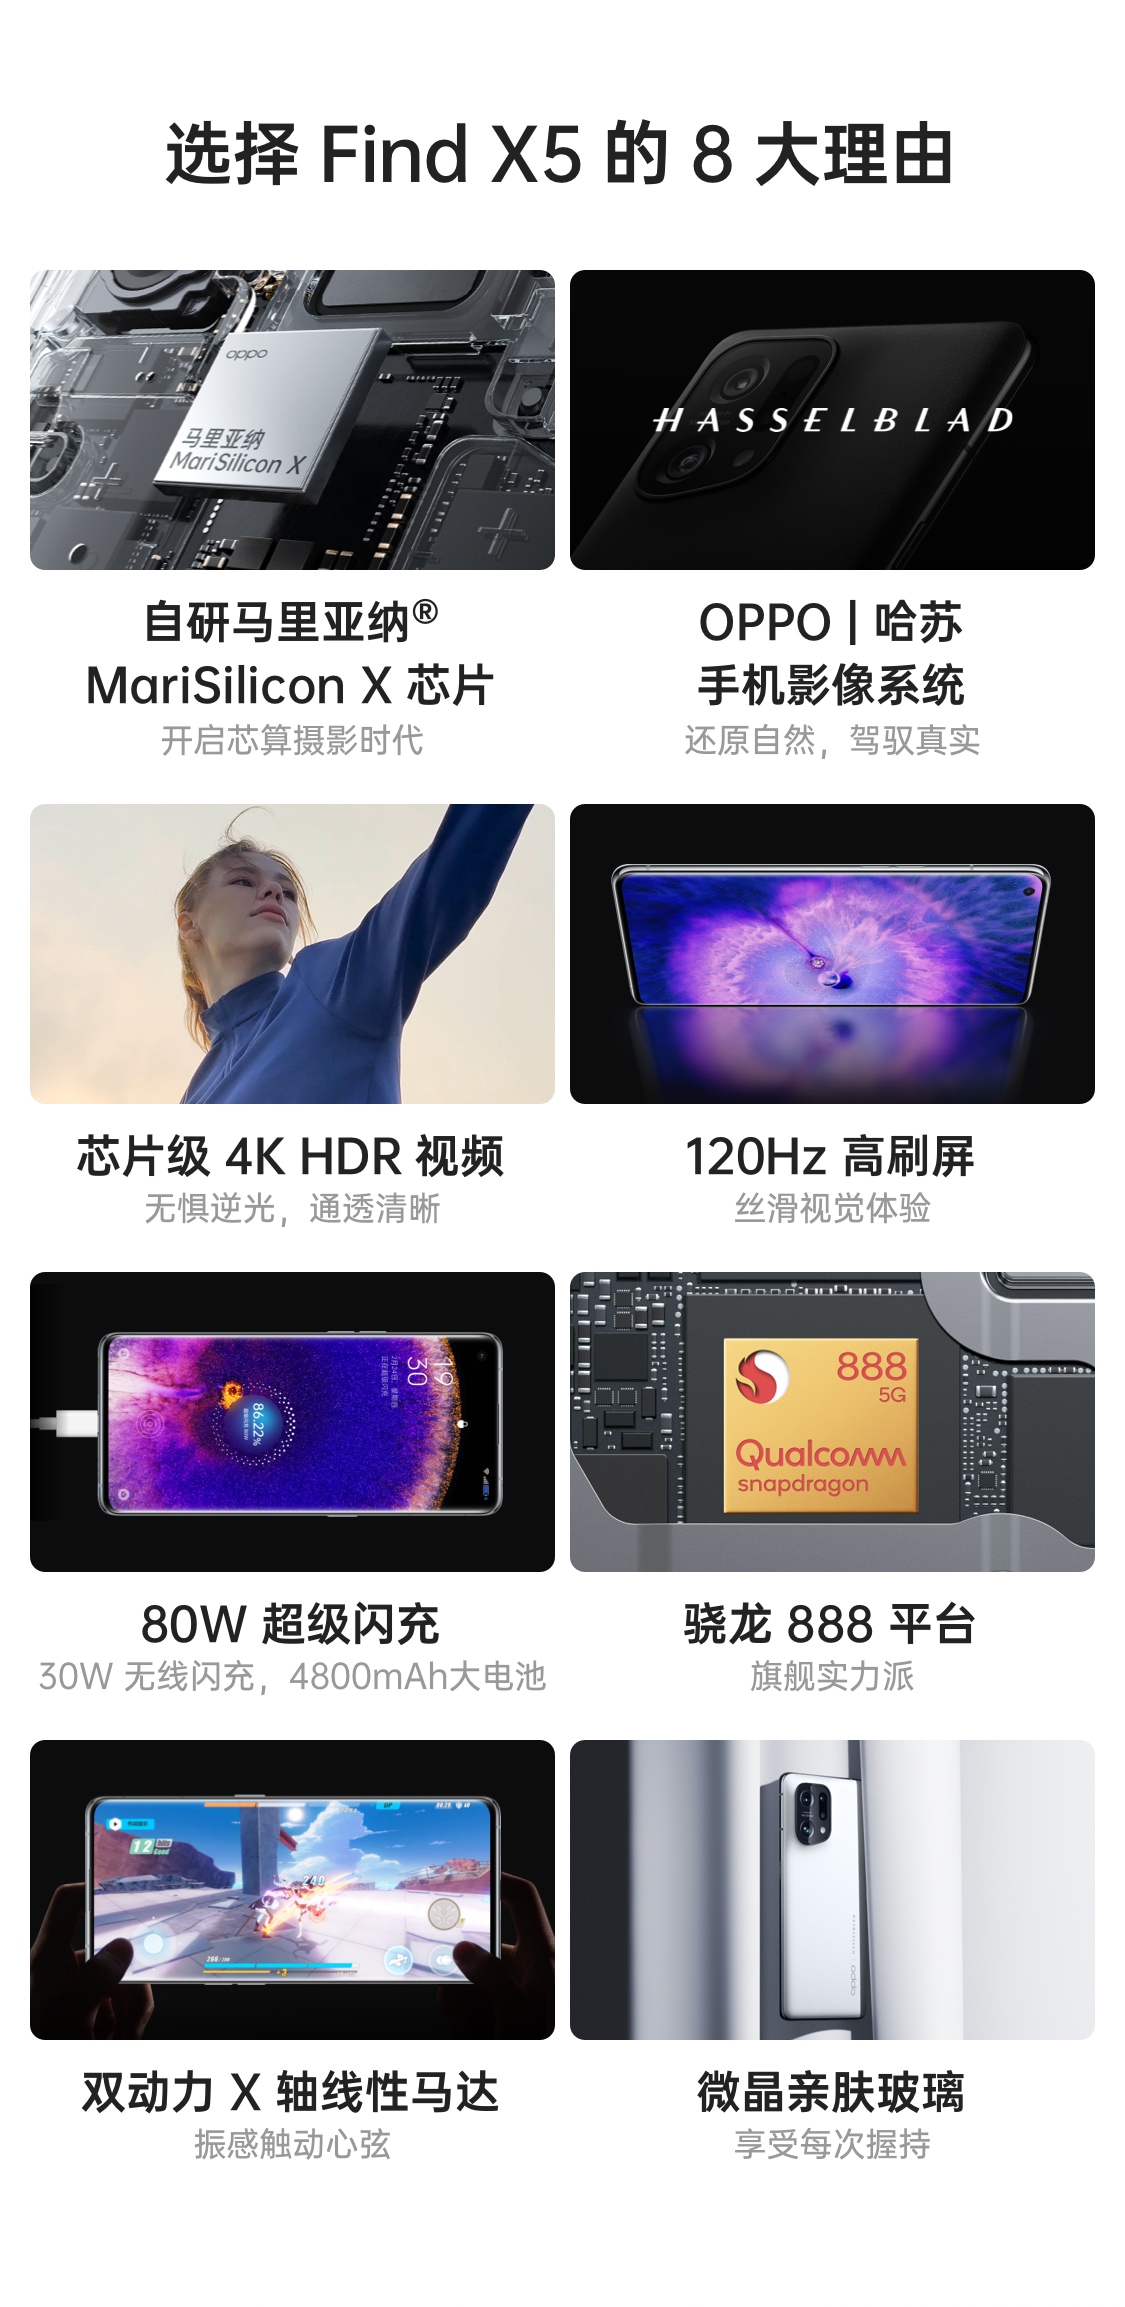 选择 Find X5 的 8 大理由
oppo
马里亚纳
MariSilicon X
HASSELBLAD
自研马里亚纳®
MariSilicon X 芯片
开启芯算摄影时代
OPPO | 哈苏
手机影像系统
还原自然，驾驭真实
芯片级 4K HDR 视频
无惧逆光，通透清晰
120Hz 高刷屏
丝滑视觉体验
19
30
86.22%
888
5G
Qualcomm
snapdragon
80W 超级闪充
30W 无线闪充，4800mAh大电池
骁龙 888 平台
旗舰实力派
12 hits
Good
240
oppo
双动力 X 轴线性马达
振感触动心弦
微晶亲肤玻璃
享受每次握持